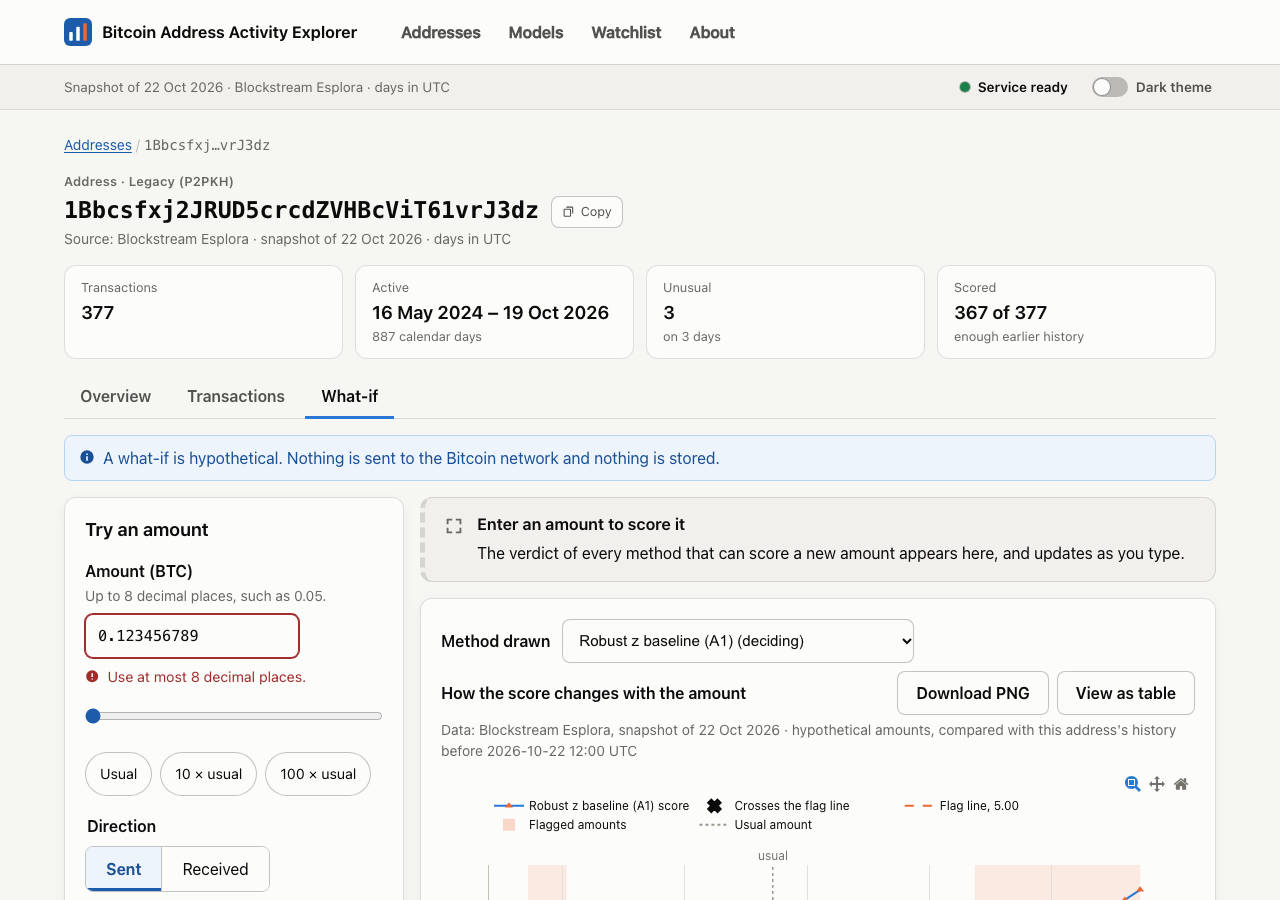 Bitcoin Address Activity Explorer
Addresses
Models
Watchlist
About
Snapshot of 22 Oct 2026 · Blockstream Esplora · days in UTC
Service ready
Dark theme
Addresses / 1Bbcsfxj…vrJ3dz
Address · Legacy (P2PKH)
1Bbcsfxj2JRUD5crcdZVHBcViT61vrJ3dz
Copy
Source: Blockstream Esplora · snapshot of 22 Oct 2026 · days in UTC
Transactions
377
Active
16 May 2024 – 19 Oct 2026
887 calendar days
Unusual
3
on 3 days
Scored
367 of 377
enough earlier history
Overview
Transactions
What-if
A what-if is hypothetical. Nothing is sent to the Bitcoin network and nothing is stored.
Try an amount
Amount (BTC)
Up to 8 decimal places, such as 0.05.
0.123456789
Use at most 8 decimal places.
Usual
10 × usual
100 × usual
Direction
Sent
Received
Enter an amount to score it
The verdict of every method that can score a new amount appears here, and updates as you type.
Method drawn
Robust z baseline (A1) (deciding)
How the score changes with the amount
Download PNG
View as table
Data: Blockstream Esplora, snapshot of 22 Oct 2026 · hypothetical amounts, compared with this address's history
before 2026-10-22 12:00 UTC
Robust z baseline (A1) score
Crosses the flag line
Flag line, 5.00
Flagged amounts
Usual amount
usual